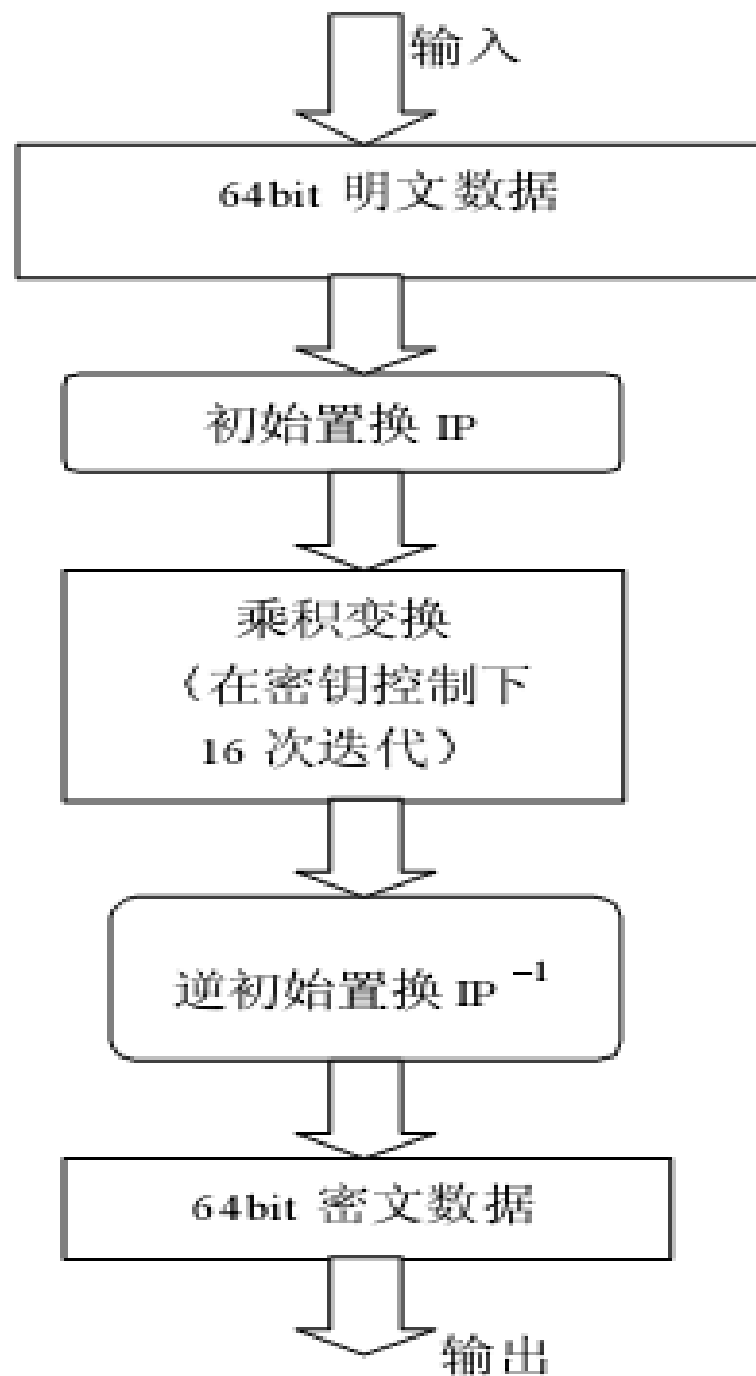 输入
64bit 明文数据
初始置换 IP
乘积变换
（在密钥控制下
16 次迭代）
逆初始置换 IP⁻¹
64bit 密文数据
输出